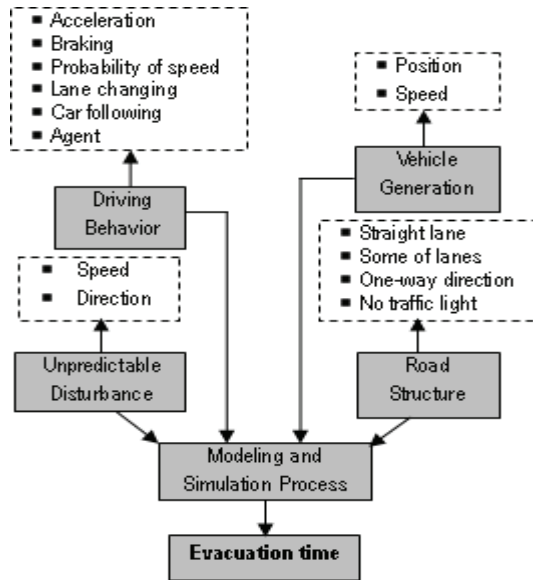 Acceleration
Braking
Probability of speed
Lane changing
Car following
Agent
Driving
Behavior
Position
Speed
Vehicle
Generation
Speed
Direction
Unpredictable
Disturbance
Straight lane
Some of lanes
One-way direction
No traffic light
Road
Structure
Modeling and
Simulation Process
Evacuation time